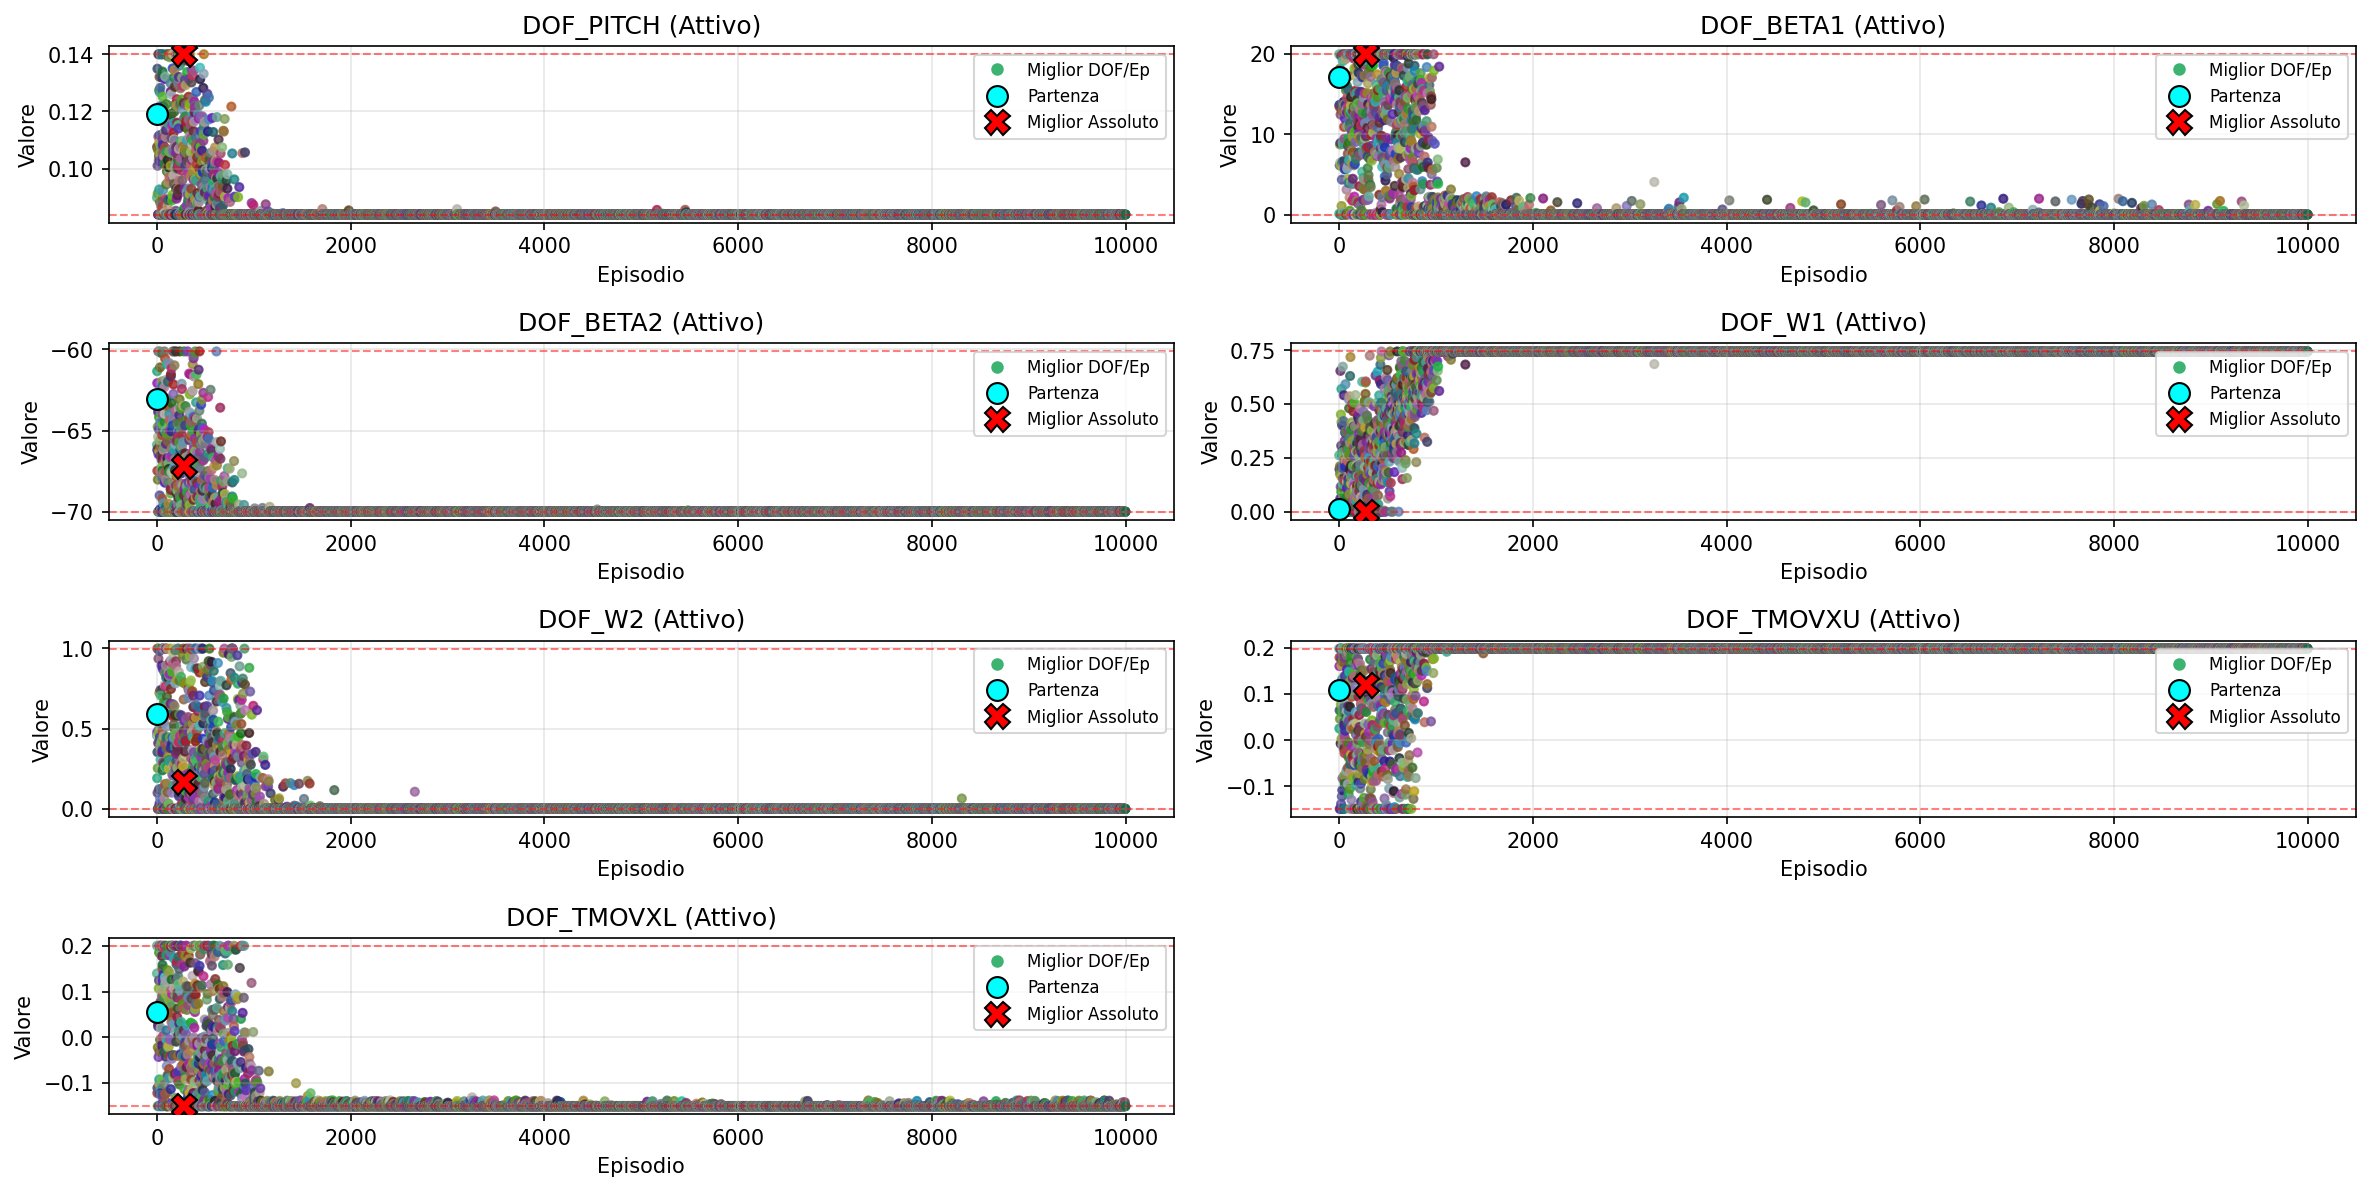 DOF_PITCH (Attivo)
Valore
0.14
0.12
0.10
Miglior DOF/Ep
Partenza
Miglior Assoluto
0 2000 4000 6000 8000 10000
Episodio
DOF_BETA1 (Attivo)
Valore
20
10
0
Miglior DOF/Ep
Partenza
Miglior Assoluto
0 2000 4000 6000 8000 10000
Episodio
DOF_BETA2 (Attivo)
Valore
−60
−65
−70
Miglior DOF/Ep
Partenza
Miglior Assoluto
0 2000 4000 6000 8000 10000
Episodio
DOF_W1 (Attivo)
Valore
0.75
0.50
0.25
0.00
Miglior DOF/Ep
Partenza
Miglior Assoluto
0 2000 4000 6000 8000 10000
Episodio
DOF_W2 (Attivo)
Valore
1.0
0.5
0.0
Miglior DOF/Ep
Partenza
Miglior Assoluto
0 2000 4000 6000 8000 10000
Episodio
DOF_TMOVXU (Attivo)
Valore
0.2
0.1
0.0
−0.1
Miglior DOF/Ep
Partenza
Miglior Assoluto
0 2000 4000 6000 8000 10000
Episodio
DOF_TMOVXL (Attivo)
Valore
0.2
0.1
0.0
−0.1
Miglior DOF/Ep
Partenza
Miglior Assoluto
0 2000 4000 6000 8000 10000
Episodio